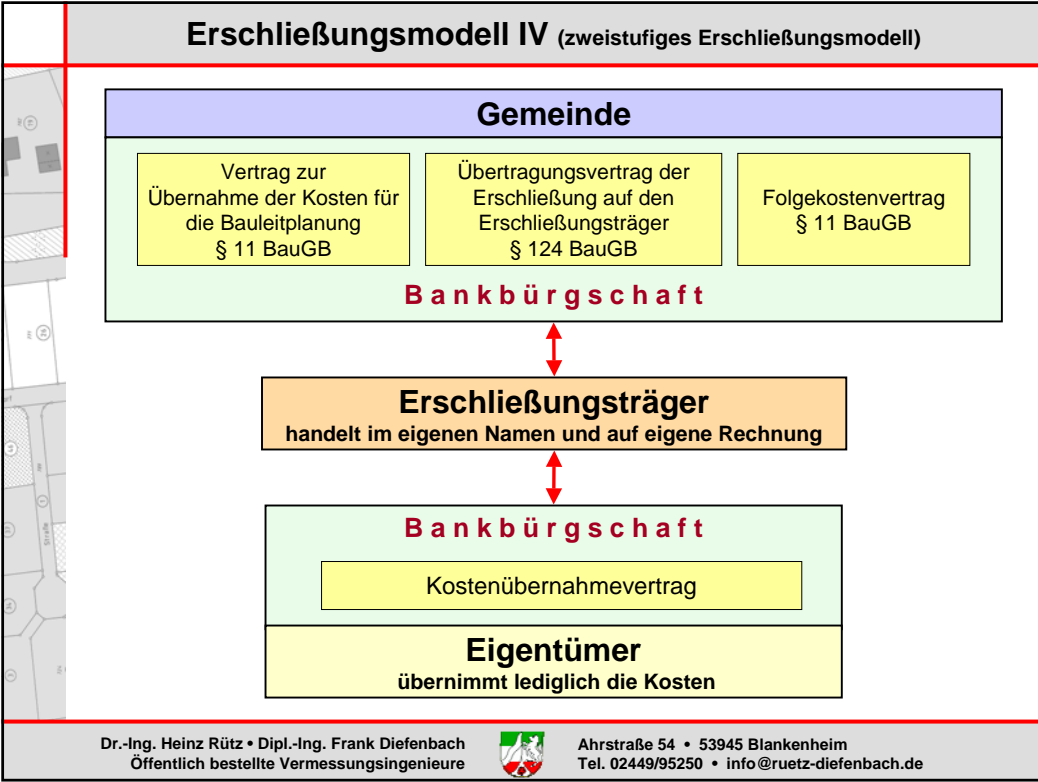 Erschließungsmodell IV (zweistufiges Erschließungsmodell)
Gemeinde
Vertrag zur
Übernahme der Kosten für
die Bauleitplanung
§ 11 BauGB
Übertragungsvertrag der
Erschließung auf den
Erschließungsträger
§ 124 BauGB
Folgekostenvertrag
§ 11 BauGB
Bankbürgschaft
Erschließungsträger
handelt im eigenen Namen und auf eigene Rechnung
Bankbürgschaft
Kostenübernahmevertrag
Eigentümer
übernimmt lediglich die Kosten
Dr.-Ing. Heinz Rütz • Dipl.-Ing. Frank Diefenbach
Öffentlich bestellte Vermessungsingenieure
Ahrstraße 54 • 53945 Blankenheim
Tel. 02449/95250 • info@ruetz-diefenbach.de
Straße